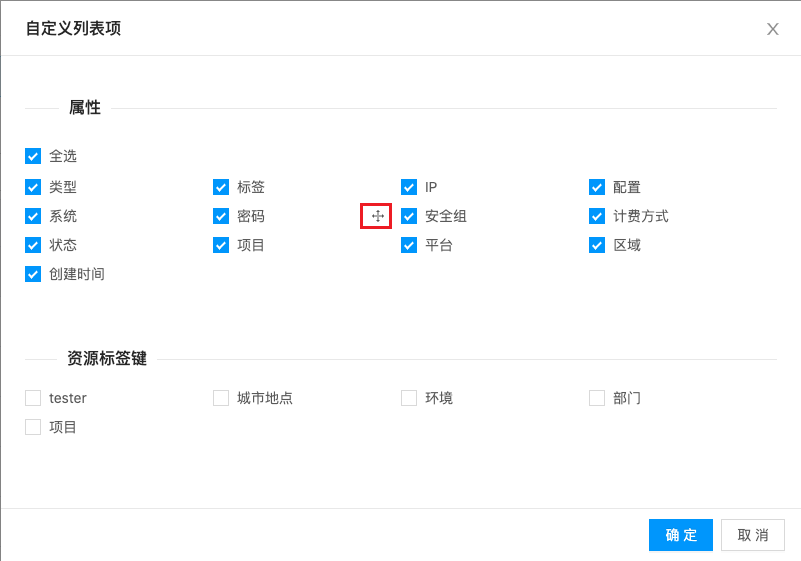 自定义列表项
属性
全选
类型 标签 IP 配置
系统 密码 安全组 计费方式
状态 项目 平台 区域
创建时间
资源标签键
tester 城市地点 环境 部门
项目
确 定 取 消